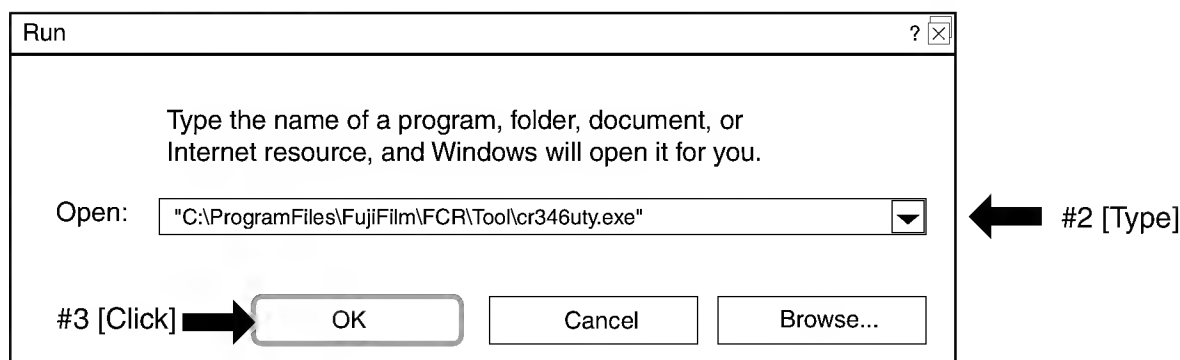 Run ?
Type the name of a program, folder, document, or
Internet resource, and Windows will open it for you.
Open: "C:\ProgramFiles\FujiFilm\FCR\Tool\cr346uty.exe" #2 [Type]
#3 [Click] OK Cancel Browse...